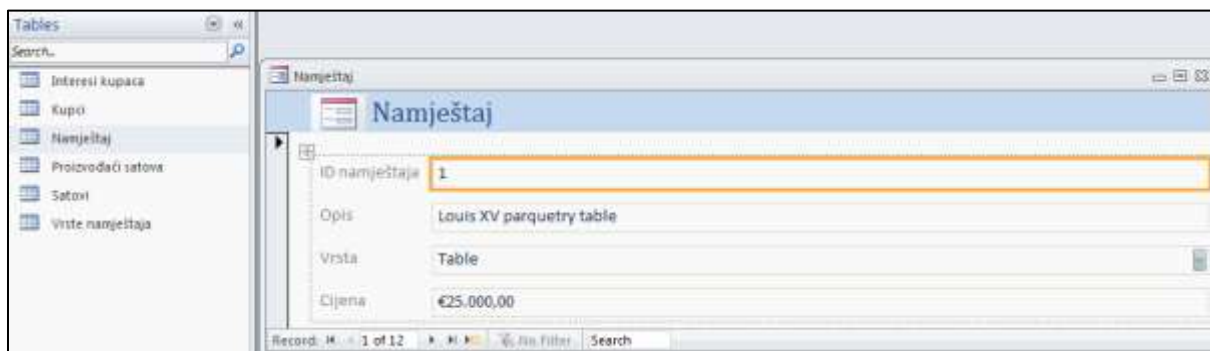 Tables
Search...
Interesi kupaca
Kupci
Namještaj
Proizvođači satova
Satovi
Vrste namještaja
Namještaj
Namještaj
ID namještaja 1
Opis Louis XV parquetry table
Vrsta Table
Cijena €25.000,00
Record: 1 of 12 No Filter Search